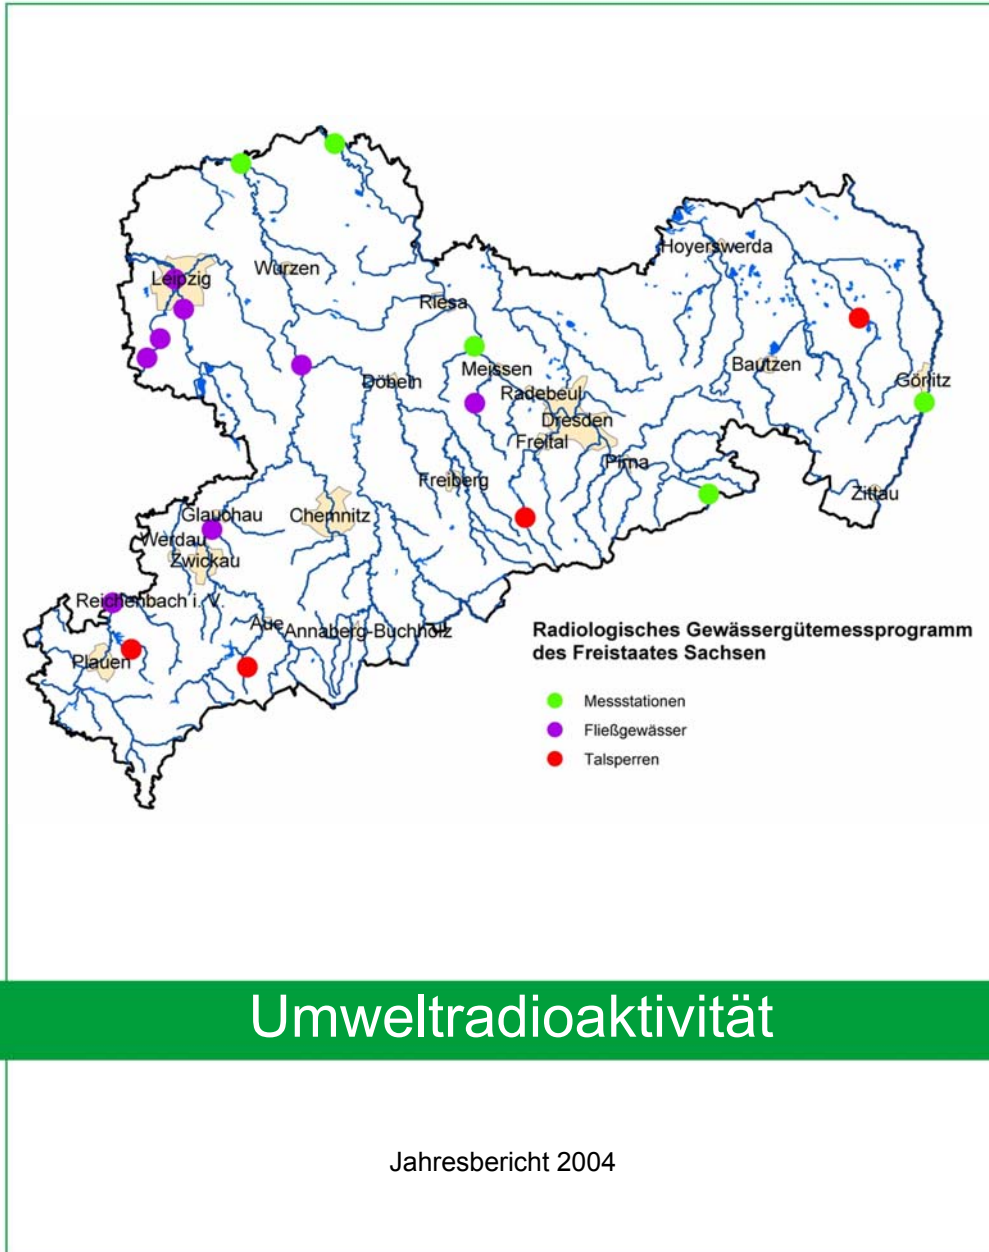 Hoyerswerda
Leipzig
Wurzen
Riesa
Meissen
Bautzen
Görlitz
Döbeln
Radebeul
Dresden
Freital
Pirna
Freiberg
Zittau
Glauchau
Chemnitz
Werdau
Zwickau
Reichenbach i. V.
Aue
Annaberg-Buchholz
Plauen
Radiologisches Gewässergütemessprogramm
des Freistaates Sachsen
Messstationen
Fließgewässer
Talsperren
Umweltradioaktivität
Jahresbericht 2004